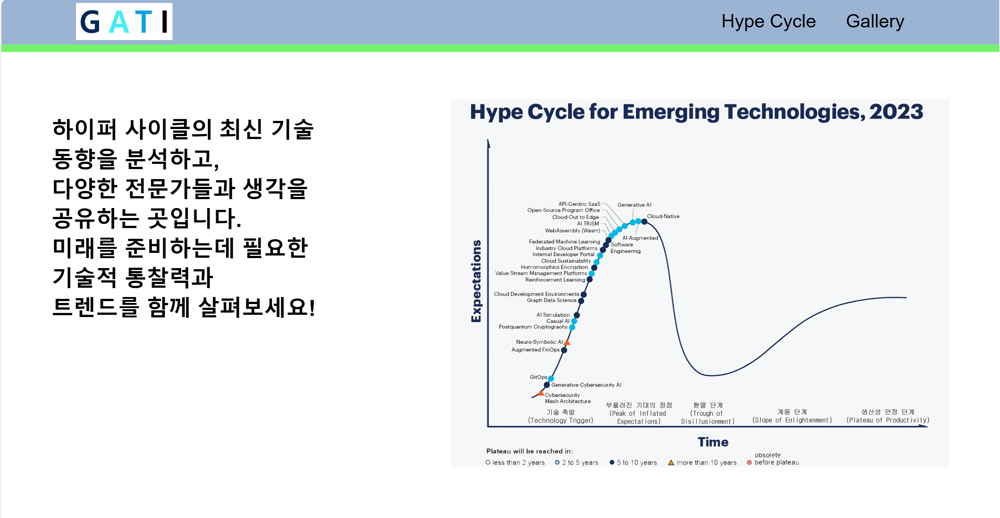 G A T I
Hype Cycle
Gallery
하이퍼 사이클의 최신 기술
동향을 분석하고,
다양한 전문가들과 생각을
공유하는 곳입니다.
미래를 준비하는데 필요한
기술적 통찰력과
트렌드를 함께 살펴보세요!
Hype Cycle for Emerging Technologies, 2023
Expectations
API-Centric SaaS
Generative AI
Open-Source Program Office
Cloud-Out to Edge
Cloud-Native
AI TRiSM
WebAssembly (Wasm)
AI-Augmented
Software
Engineering
Federated Machine Learning
Industry Cloud Platforms
Internal Developer Portal
Cloud Sustainability
Homomorphics Encryption
Value Stream Management Platforms
Reinforcement Learning
Cloud Development Environments
Graph Data Science
AI Simulation
Casual AI
Postquantum Cryptograohy
Neuro-Symbolic AI
Augmented FinOps
GitOps
Generative Cybersecurity AI
Cybersecurity
Mesh Architecture
기술 촉발
(Technology Trigger)
부풀려진 기대의 정점
(Peak of Inflated
Expectations)
환멸 단계
(Trough of
Disillusionment)
계몽 단계
(Slope of Enlightenment)
생산성 안정 단계
(Plateau of Productivity)
Time
Plateau will be reached in:
less than 2 years
2 to 5 years
5 to 10 years
more than 10 years
obsolete
before plateau